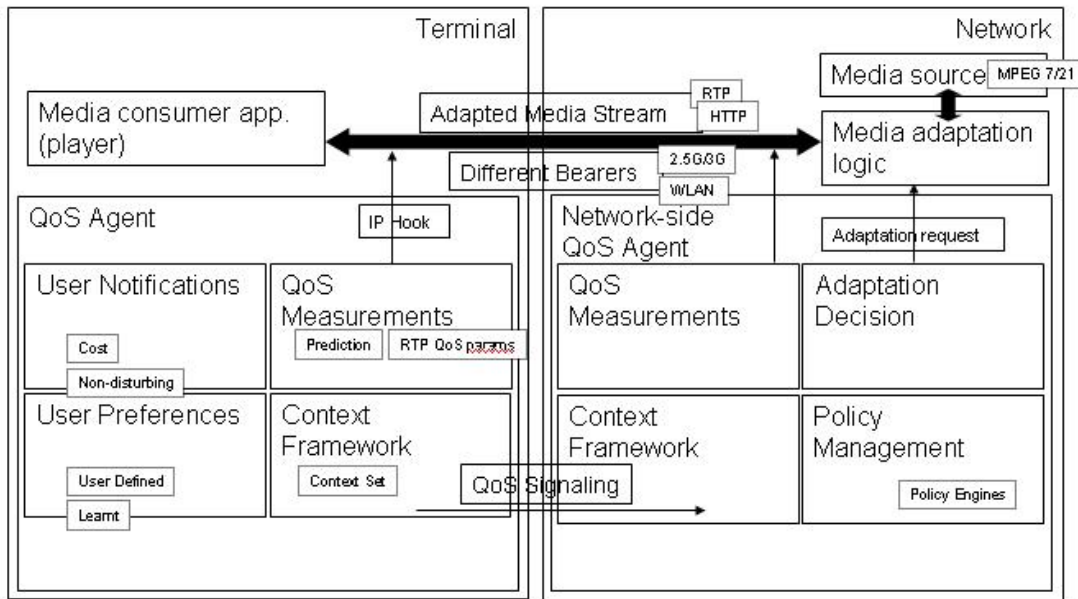 Terminal
Network
Media source
MPEG 7/21
Media consumer app.
(player)
Adapted Media Stream
RTP
HTTP
Media adaptation
logic
Different Bearers
2.5G/3G
WLAN
QoS Agent
IP Hook
Network-side
QoS Agent
Adaptation request
User Notifications
Cost
Non-disturbing
QoS
Measurements
Prediction
RTP QoS params
QoS
Measurements
Adaptation
Decision
User Preferences
User Defined
Learnt
Context
Framework
Context Set
QoS Signaling
Context
Framework
Policy
Management
Policy Engines